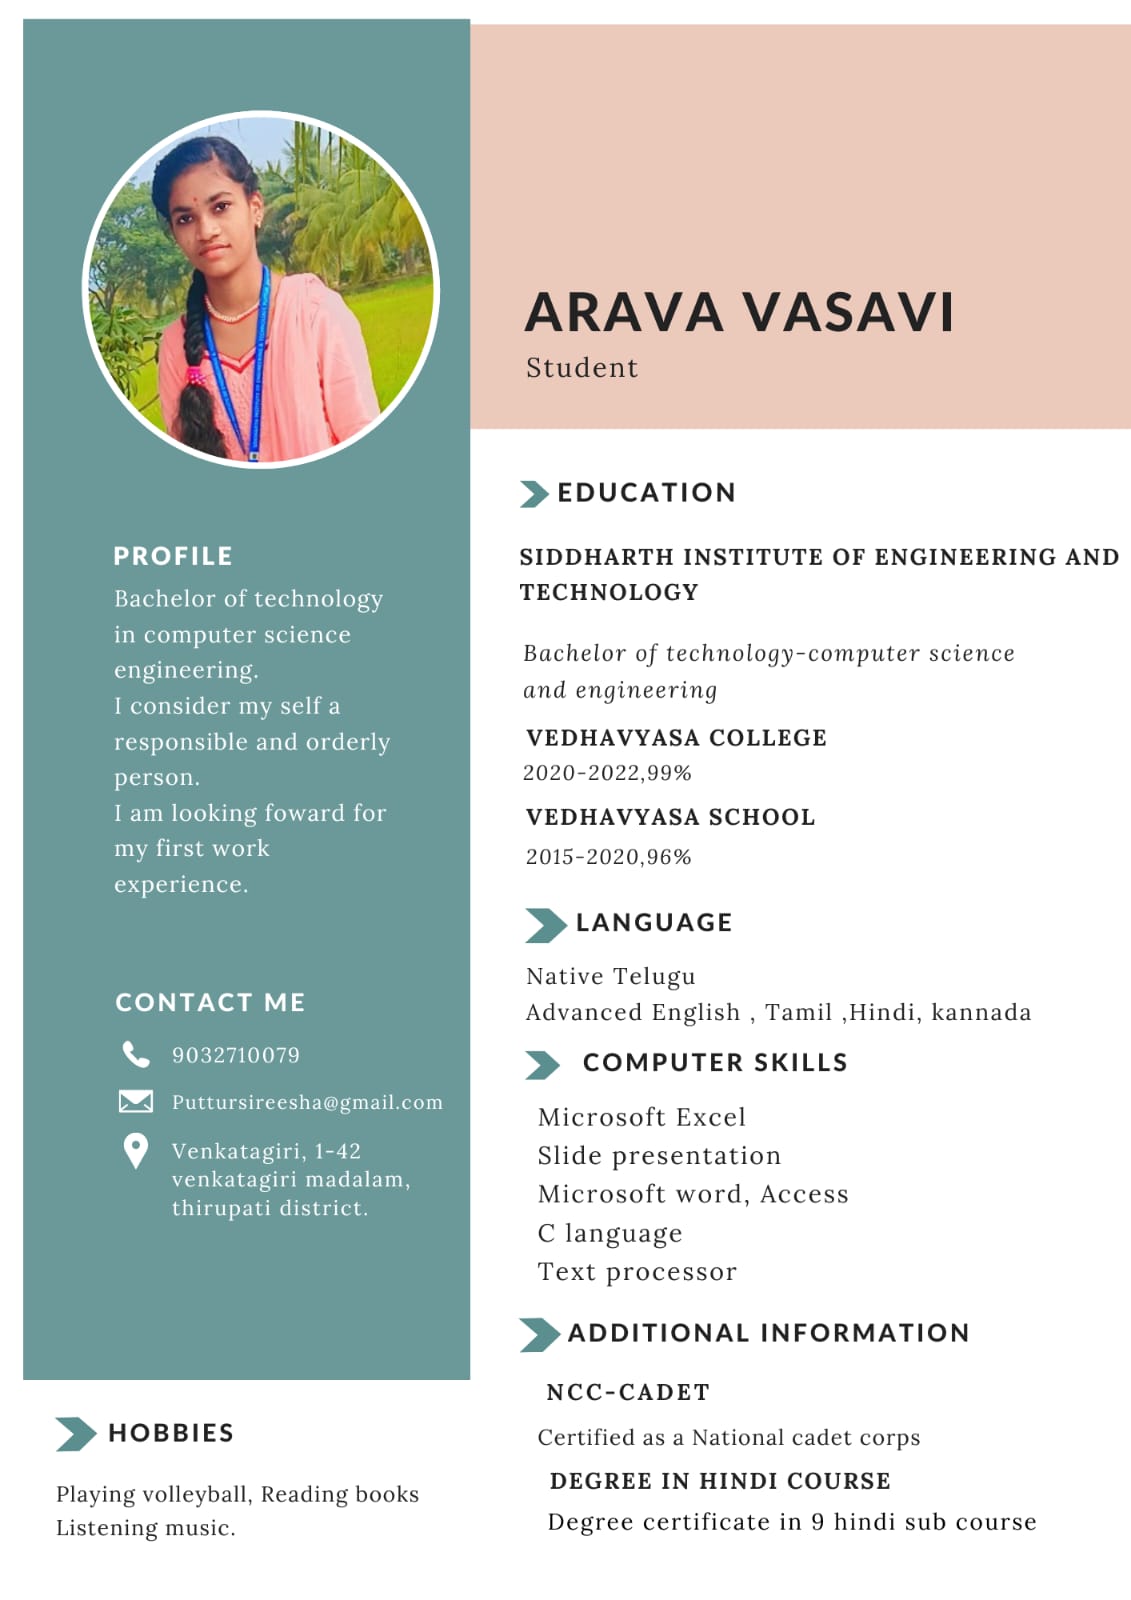 ARAVA VASAVI
Student
PROFILE
Bachelor of technology
in computer science
engineering.
I consider my self a
responsible and orderly
person.
I am looking foward for
my first work
experience.
CONTACT ME
9032710079
Puttursireesha@gmail.com
Venkatagiri, 1-42
venkatagiri madalam,
thirupati district.
HOBBIES
Playing volleyball, Reading books
Listening music.
EDUCATION
SIDDHARTH INSTITUTE OF ENGINEERING AND
TECHNOLOGY
Bachelor of technology-computer science
and engineering
VEDHAVYASA COLLEGE
2020-2022,99%
VEDHAVYASA SCHOOL
2015-2020,96%
LANGUAGE
Native Telugu
Advanced English , Tamil ,Hindi, kannada
COMPUTER SKILLS
Microsoft Excel
Slide presentation
Microsoft word, Access
C language
Text processor
ADDITIONAL INFORMATION
NCC-CADET
Certified as a National cadet corps
DEGREE IN HINDI COURSE
Degree certificate in 9 hindi sub course